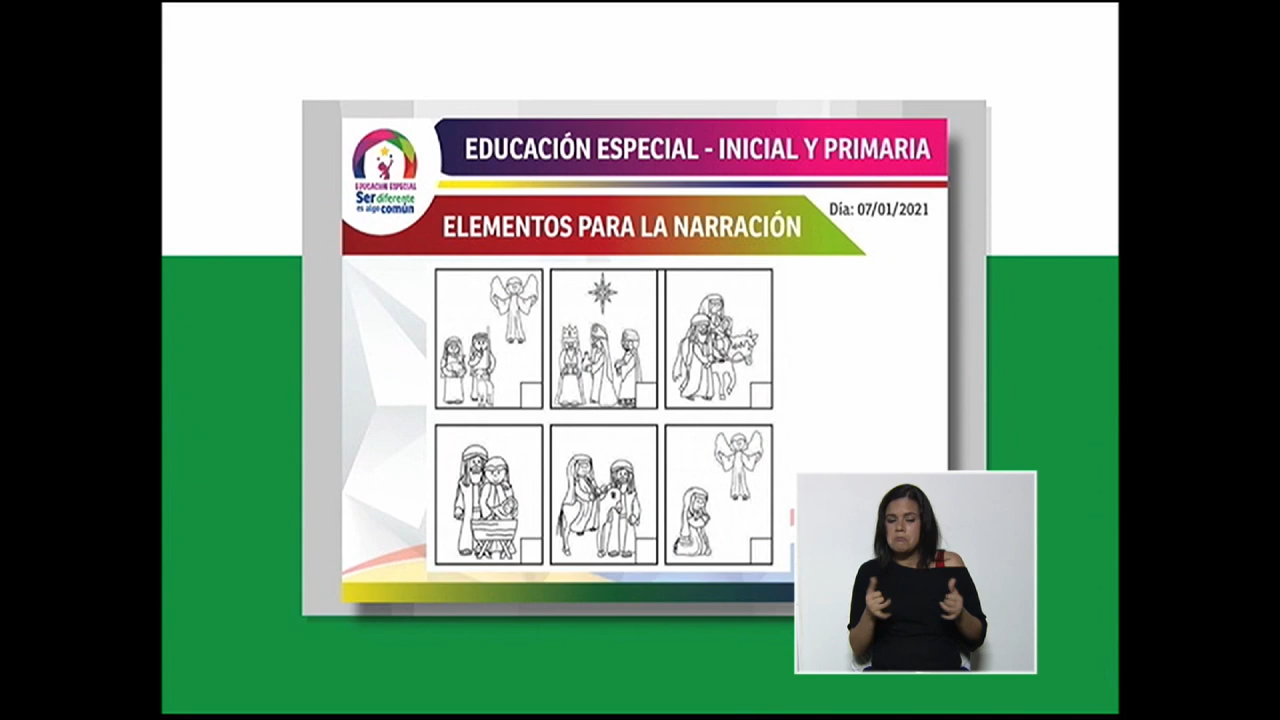 EDUCACIÓN ESPECIAL - INICIAL Y PRIMARIA
EDUCACIÓN ESPECIAL
Ser diferente
es algo común
Día: 07/01/2021
ELEMENTOS PARA LA NARRACIÓN